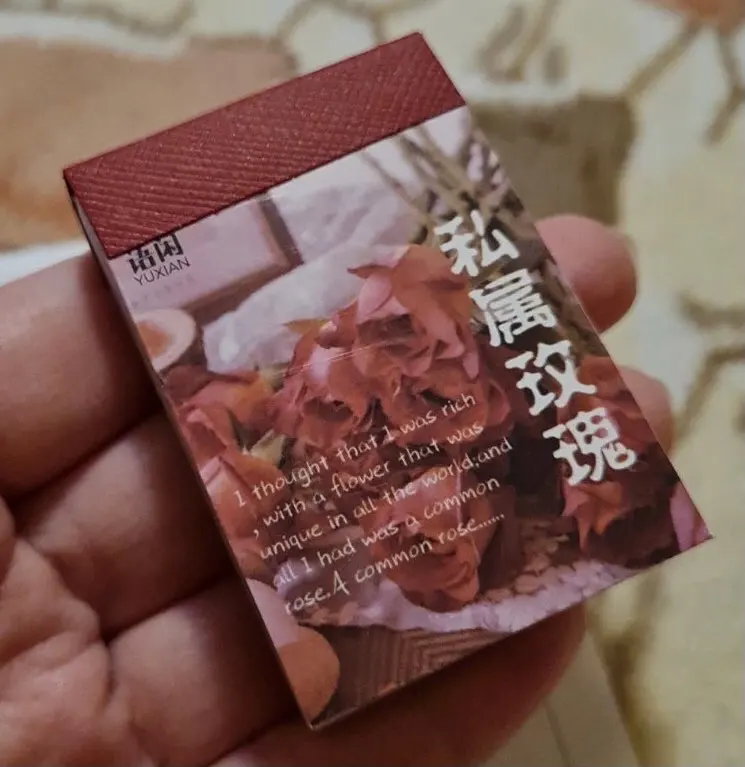 语闲
YUXIAN
私属玫瑰
I thought that I was rich
, with a flower that was
unique in all the world;and
all I had was a common
rose.A common rose......